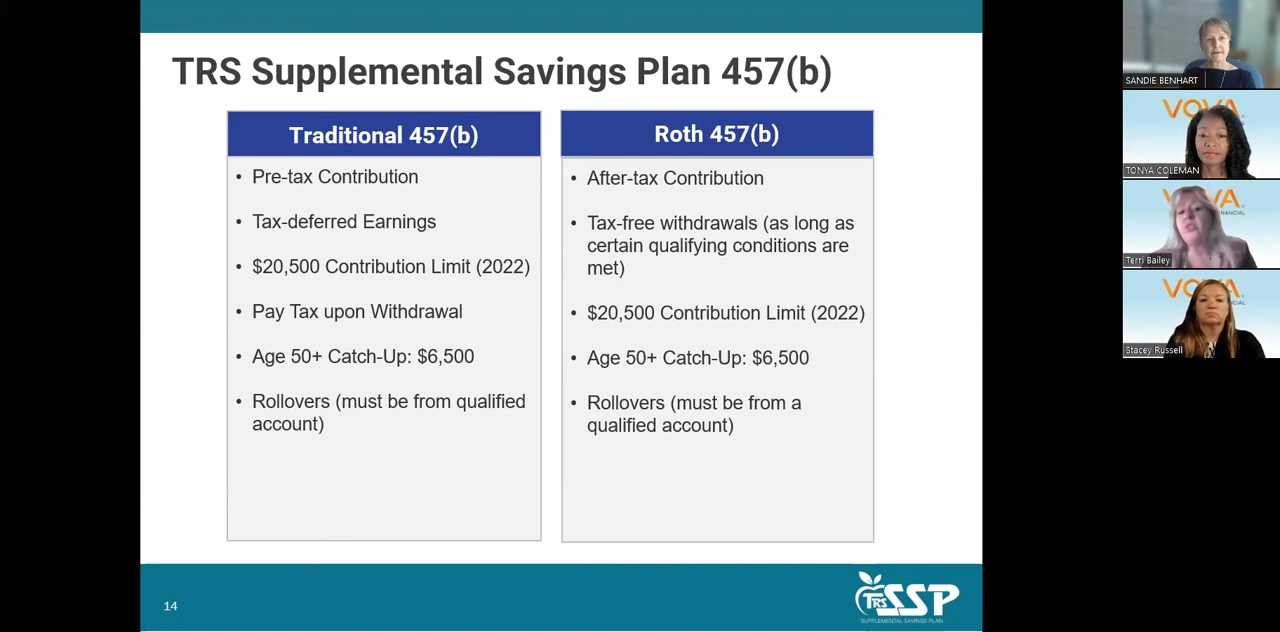 TRS Supplemental Savings Plan 457(b)
Traditional 457(b)
• Pre-tax Contribution
• Tax-deferred Earnings
• $20,500 Contribution Limit (2022)
• Pay Tax upon Withdrawal
• Age 50+ Catch-Up: $6,500
• Rollovers (must be from qualified
account)
Roth 457(b)
• After-tax Contribution
• Tax-free withdrawals (as long as
certain qualifying conditions are
met)
• $20,500 Contribution Limit (2022)
• Age 50+ Catch-Up: $6,500
• Rollovers (must be from a
qualified account)
14
TRS SSP
SUPPLEMENTAL SAVINGS PLAN
SANDIE BENHART
TONYA COLEMAN
Terri Bailey
Stacey Russell